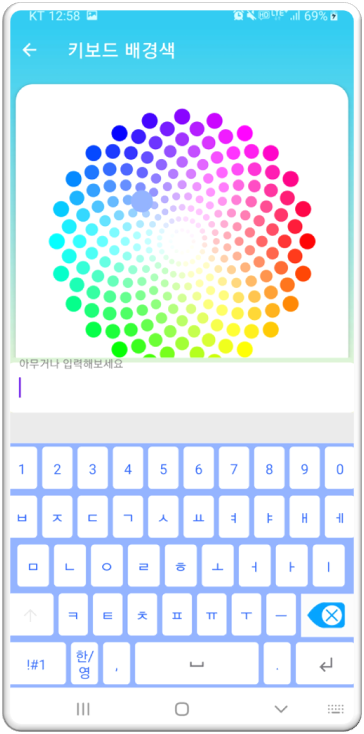 KT 12:58 69%
키보드 배경색
아무거나 입력해보세요
1 2 3 4 5 6 7 8 9 0
ㅂ ㅈ ㄷ ㄱ ㅅ ㅛ ㅕ ㅑ ㅐ ㅔ
ㅁ ㄴ ㅇ ㄹ ㅎ ㅗ ㅓ ㅏ ㅣ
ㅋ ㅌ ㅊ ㅍ ㅠ ㅜ ㅡ
!#1 한/영 , .